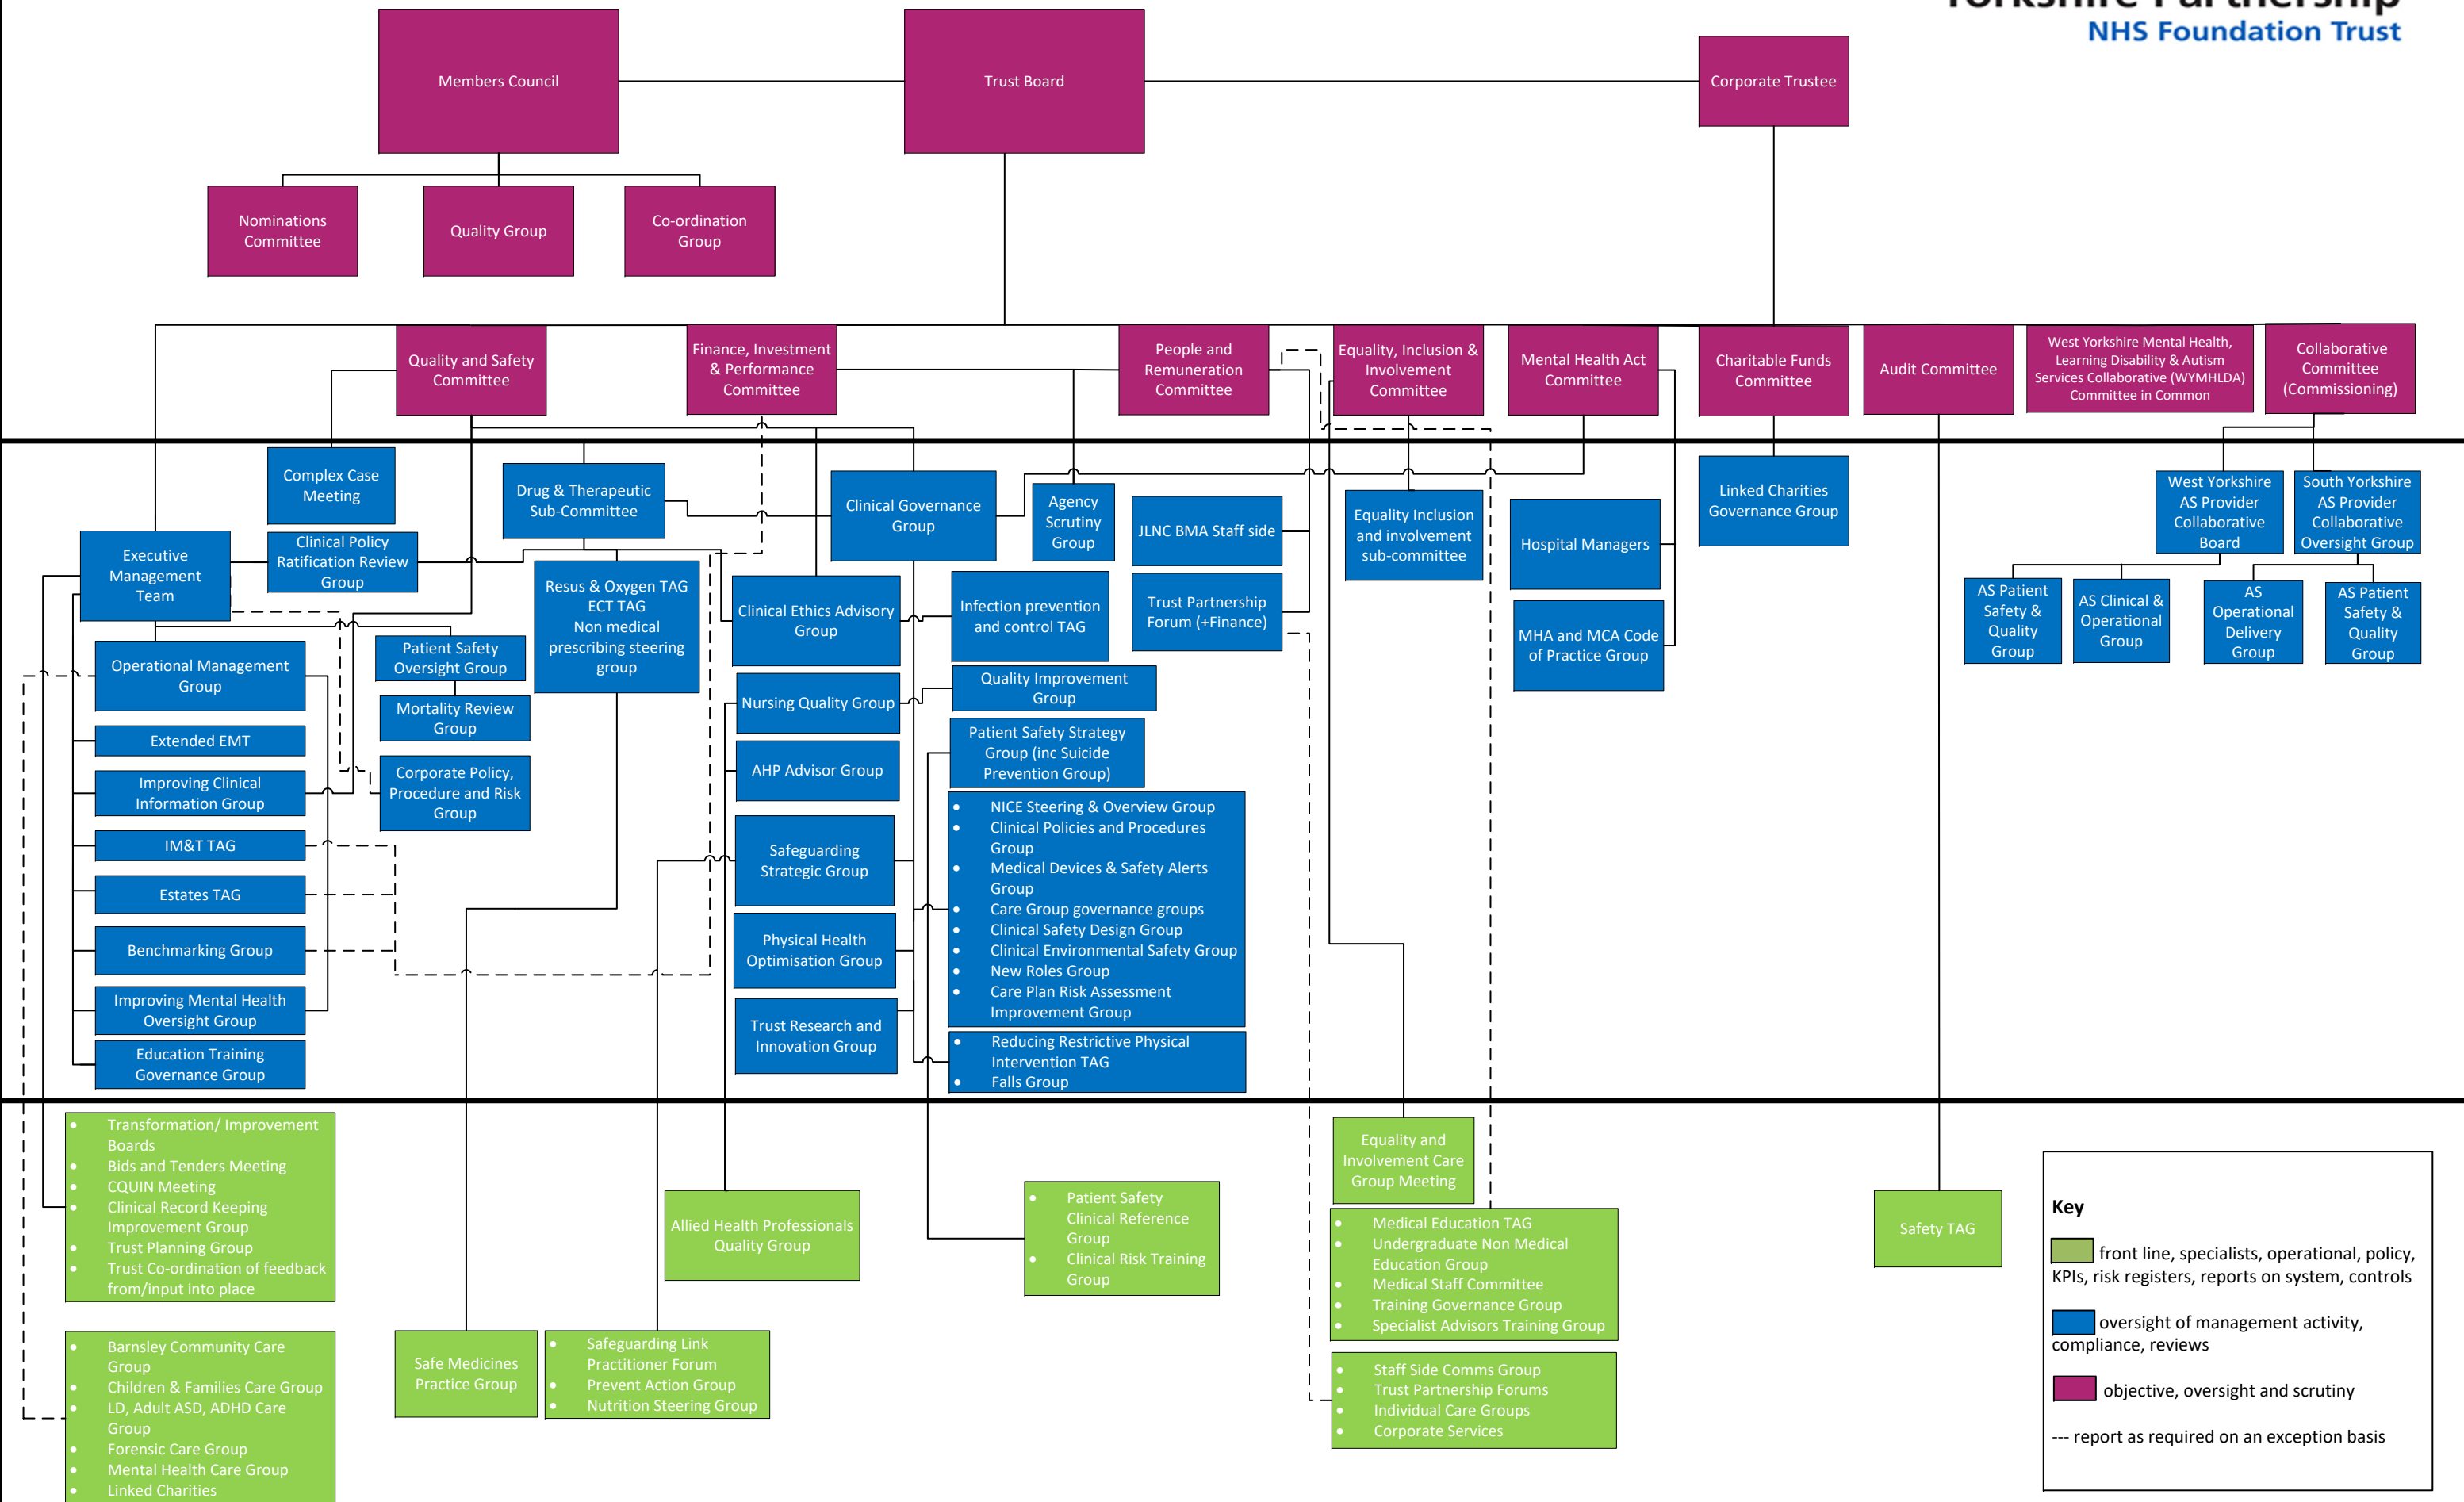 Yorkshire Partnership
NHS Foundation Trust
Members Council
Trust Board
Corporate Trustee
Nominations
Committee
Quality Group
Co-ordination
Group
Quality and Safety
Committee
Finance, Investment
& Performance
Committee
People and
Remuneration
Committee
Equality, Inclusion &
Involvement
Committee
Mental Health Act
Committee
Charitable Funds
Committee
Audit Committee
West Yorkshire Mental Health,
Learning Disability & Autism
Services Collaborative (WYMHLDA)
Committee in Common
Collaborative
Committee
(Commissioning)
Complex Case
Meeting
Drug & Therapeutic
Sub-Committee
Clinical Governance
Group
Agency
Scrutiny
Group
JLNC BMA Staff side
Equality Inclusion
and involvement
sub-committee
Hospital Managers
Linked Charities
Governance Group
West Yorkshire
AS Provider
Collaborative
Board
South Yorkshire
AS Provider
Collaborative
Oversight Group
Executive
Management
Team
Clinical Policy
Ratification Review
Group
Resus & Oxygen TAG
ECT TAG
Non medical
prescribing steering
group
Clinical Ethics Advisory
Group
Infection prevention
and control TAG
Trust Partnership
Forum (+Finance)
MHA and MCA Code
of Practice Group
AS Patient
Safety &
Quality
Group
AS Clinical &
Operational
Group
AS
Operational
Delivery
Group
AS Patient
Safety &
Quality
Group
Operational Management
Group
Patient Safety
Oversight Group
Mortality Review
Group
Nursing Quality Group
Quality Improvement
Group
Extended EMT
Corporate Policy,
Procedure and Risk
Group
AHP Advisor Group
Patient Safety Strategy
Group (inc Suicide
Prevention Group)
Improving Clinical
Information Group
IM&T TAG
Safeguarding
Strategic Group
• NICE Steering & Overview Group
• Clinical Policies and Procedures
Group
• Medical Devices & Safety Alerts
Group
• Care Group governance groups
• Clinical Safety Design Group
• Clinical Environmental Safety Group
• New Roles Group
• Care Plan Risk Assessment
Improvement Group
Estates TAG
Benchmarking Group
Physical Health
Optimisation Group
Improving Mental Health
Oversight Group
Trust Research and
Innovation Group
• Reducing Restrictive Physical
Intervention TAG
• Falls Group
Education Training
Governance Group
• Transformation/ Improvement
Boards
• Bids and Tenders Meeting
• CQUIN Meeting
• Clinical Record Keeping
Improvement Group
• Trust Planning Group
• Trust Co-ordination of feedback
from/input into place
Allied Health Professionals
Quality Group
• Patient Safety
Clinical Reference
Group
• Clinical Risk Training
Group
Equality and
Involvement Care
Group Meeting
• Medical Education TAG
• Undergraduate Non Medical
Education Group
• Medical Staff Committee
• Training Governance Group
• Specialist Advisors Training Group
Safety TAG
• Barnsley Community Care
Group
• Children & Families Care Group
• LD, Adult ASD, ADHD Care
Group
• Forensic Care Group
• Mental Health Care Group
• Linked Charities
Safe Medicines
Practice Group
• Safeguarding Link
Practitioner Forum
• Prevent Action Group
• Nutrition Steering Group
• Staff Side Comms Group
• Trust Partnership Forums
• Individual Care Groups
• Corporate Services
Key
front line, specialists, operational, policy,
KPIs, risk registers, reports on system, controls
oversight of management activity,
compliance, reviews
objective, oversight and scrutiny
--- report as required on an exception basis